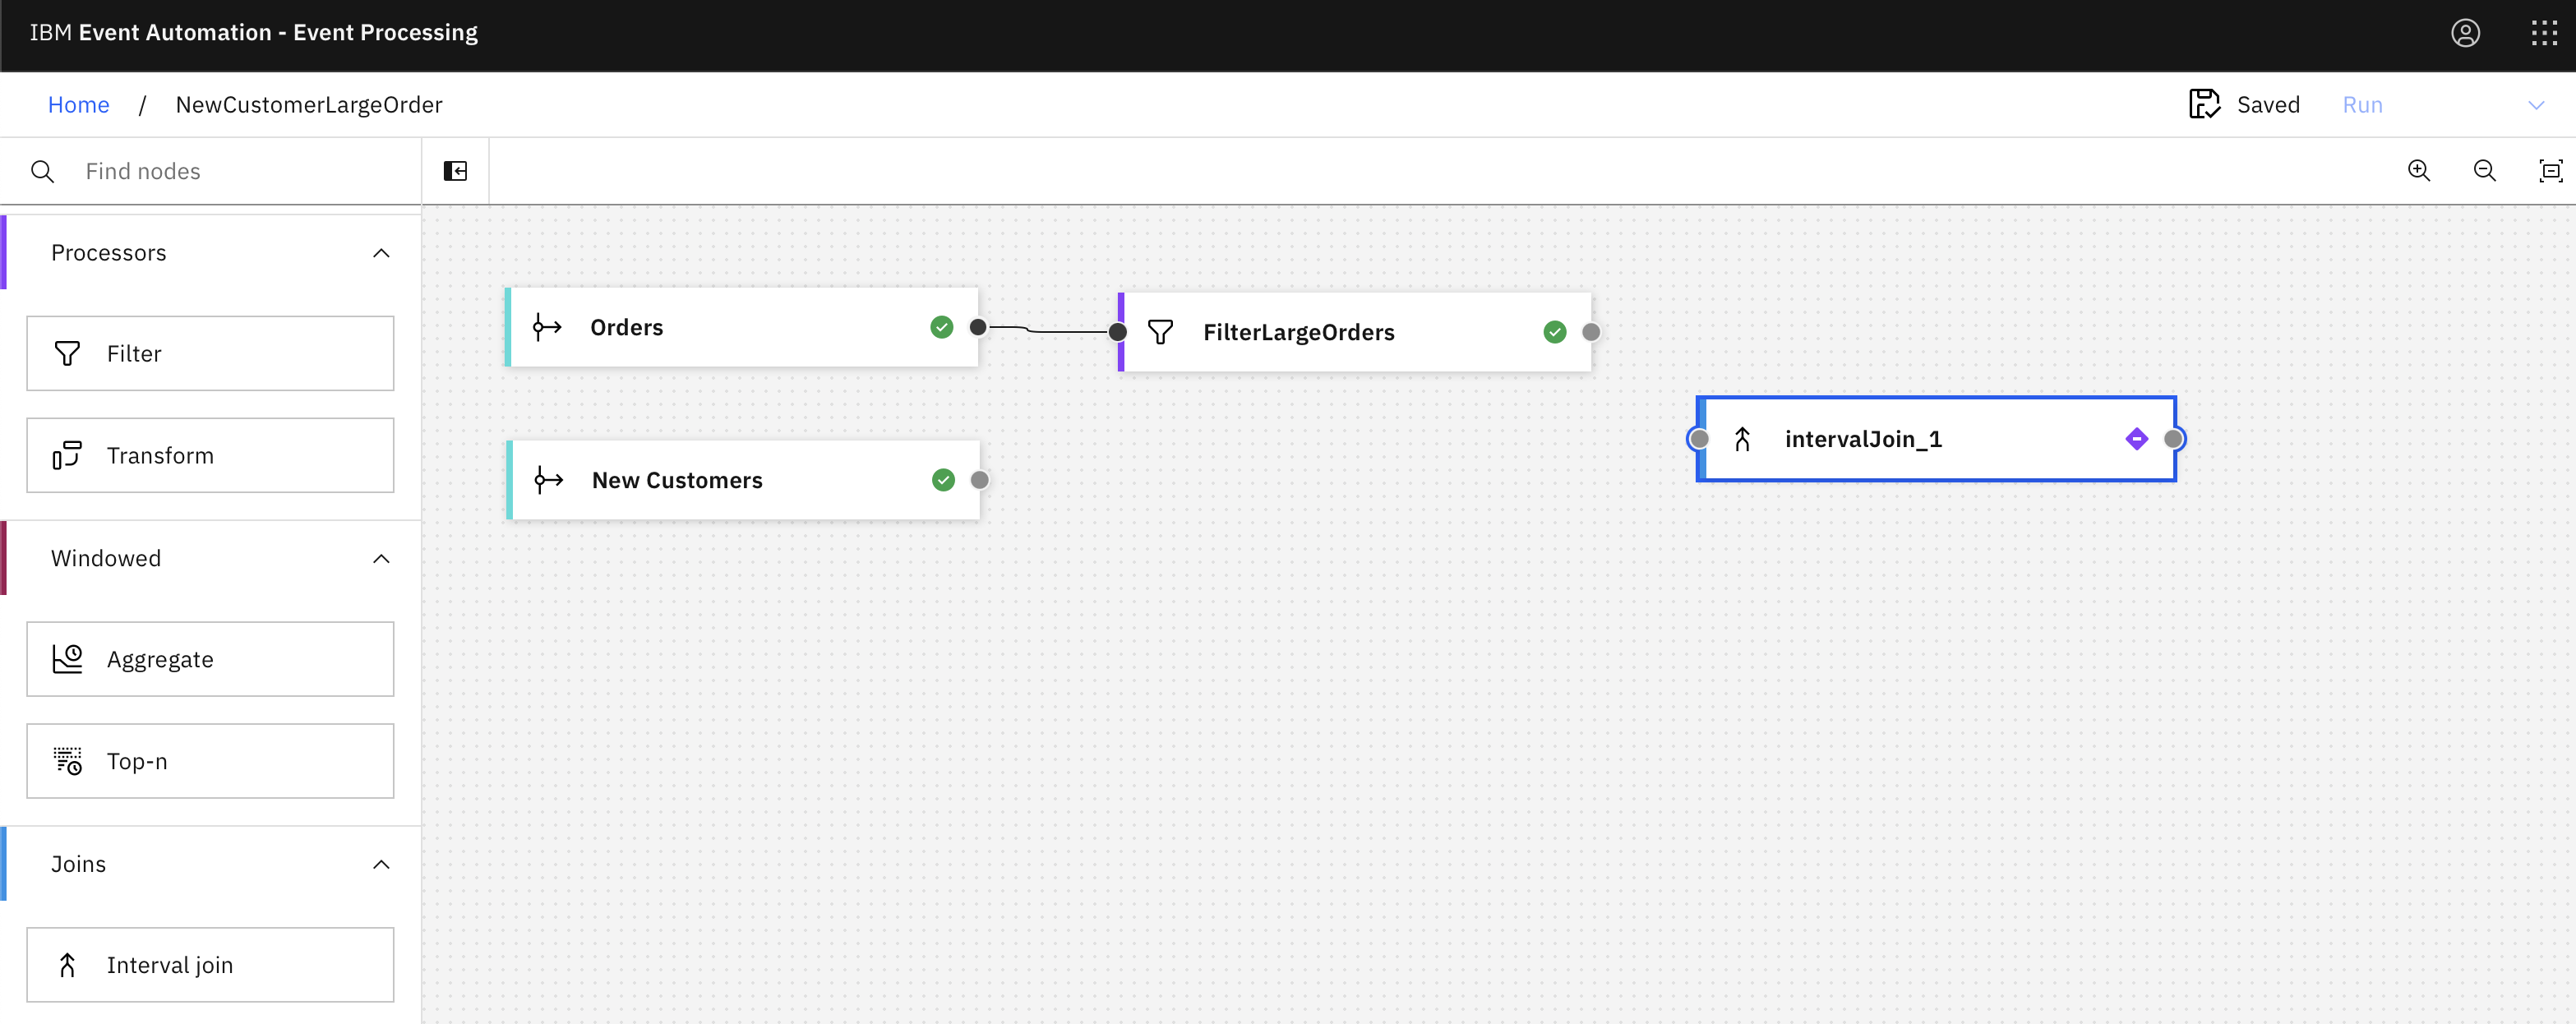 IBM Event Automation - Event Processing
Home / NewCustomerLargeOrder
Saved
Run
Find nodes
Processors
Filter
Transform
Windowed
Aggregate
Top-n
Joins
Interval join
Orders
FilterLargeOrders
New Customers
intervalJoin_1